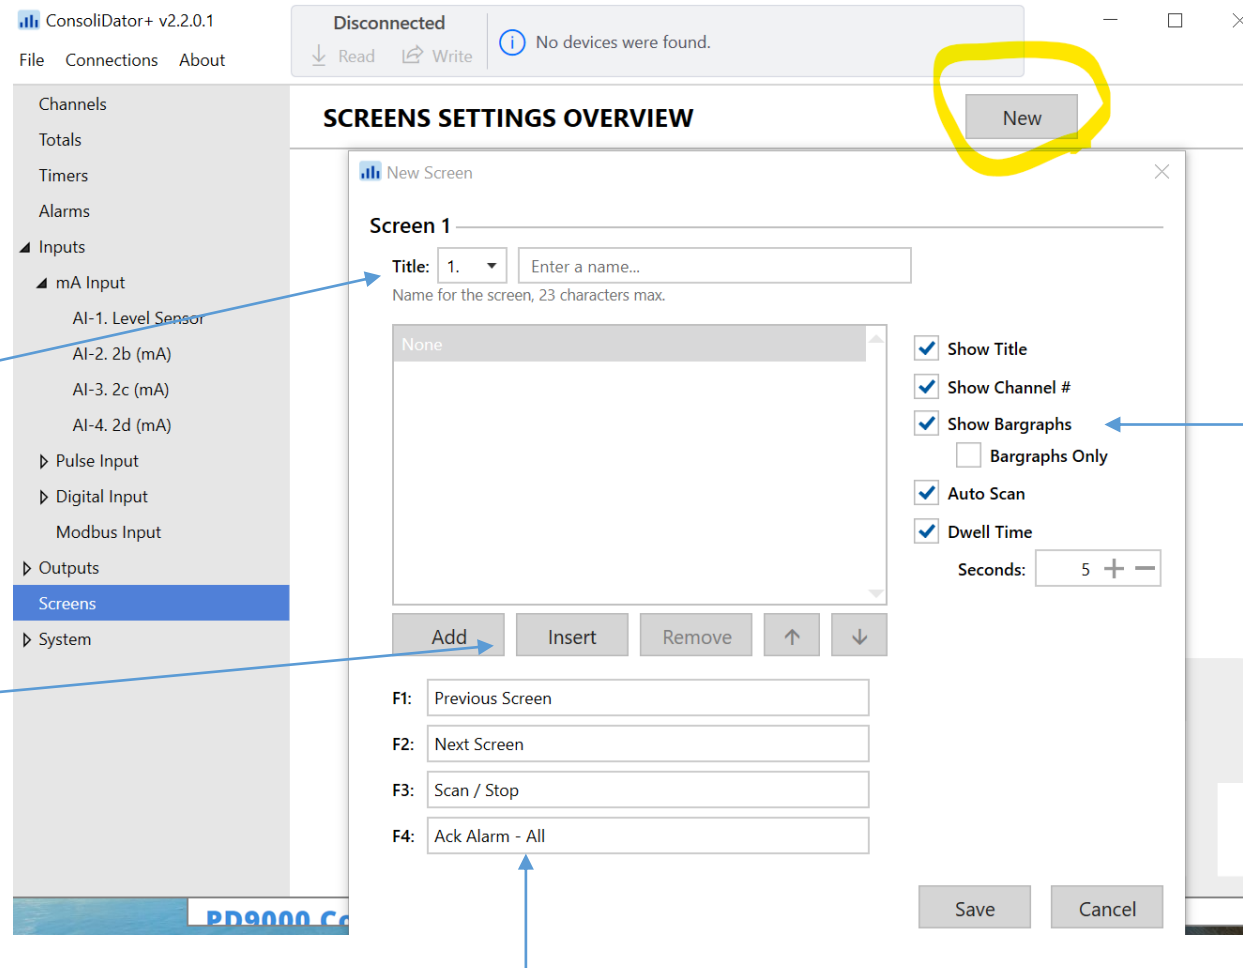 ConsoliDator+ v2.2.0.1
File Connections About
Disconnected
Read Write
No devices were found.
Channels
Totals
Timers
Alarms
Inputs
mA Input
AI-1. Level Sensor
AI-2. 2b (mA)
AI-3. 2c (mA)
AI-4. 2d (mA)
Pulse Input
Digital Input
Modbus Input
Outputs
Screens
System
SCREENS SETTINGS OVERVIEW
New
New Screen
Screen 1
Title: 1. Enter a name...
Name for the screen, 23 characters max.
None
Show Title
Show Channel #
Show Bargraphs
Bargraphs Only
Auto Scan
Dwell Time
Seconds: 5
Add Insert Remove
F1: Previous Screen
F2: Next Screen
F3: Scan / Stop
F4: Ack Alarm - All
Save Cancel
PD9000